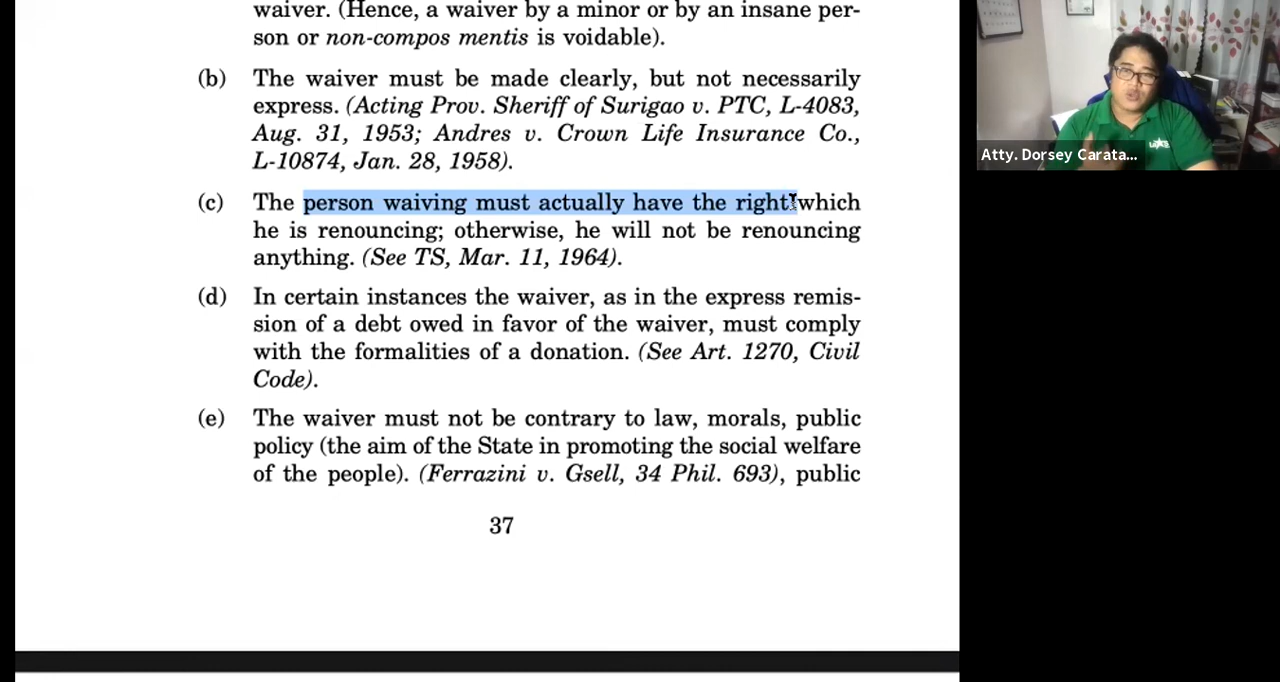 waiver. (Hence, a waiver by a minor or by an insane per-
son or non-compos mentis is voidable).
(b) The waiver must be made clearly, but not necessarily
express. (Acting Prov. Sheriff of Surigao v. PTC, L-4083,
Aug. 31, 1953; Andres v. Crown Life Insurance Co.,
L-10874, Jan. 28, 1958).
(c) The person waiving must actually have the right which
he is renouncing; otherwise, he will not be renouncing
anything. (See TS, Mar. 11, 1964).
(d) In certain instances the waiver, as in the express remis-
sion of a debt owed in favor of the waiver, must comply
with the formalities of a donation. (See Art. 1270, Civil
Code).
(e) The waiver must not be contrary to law, morals, public
policy (the aim of the State in promoting the social welfare
of the people). (Ferrazini v. Gsell, 34 Phil. 693), public
37
Atty. Dorsey Carata...